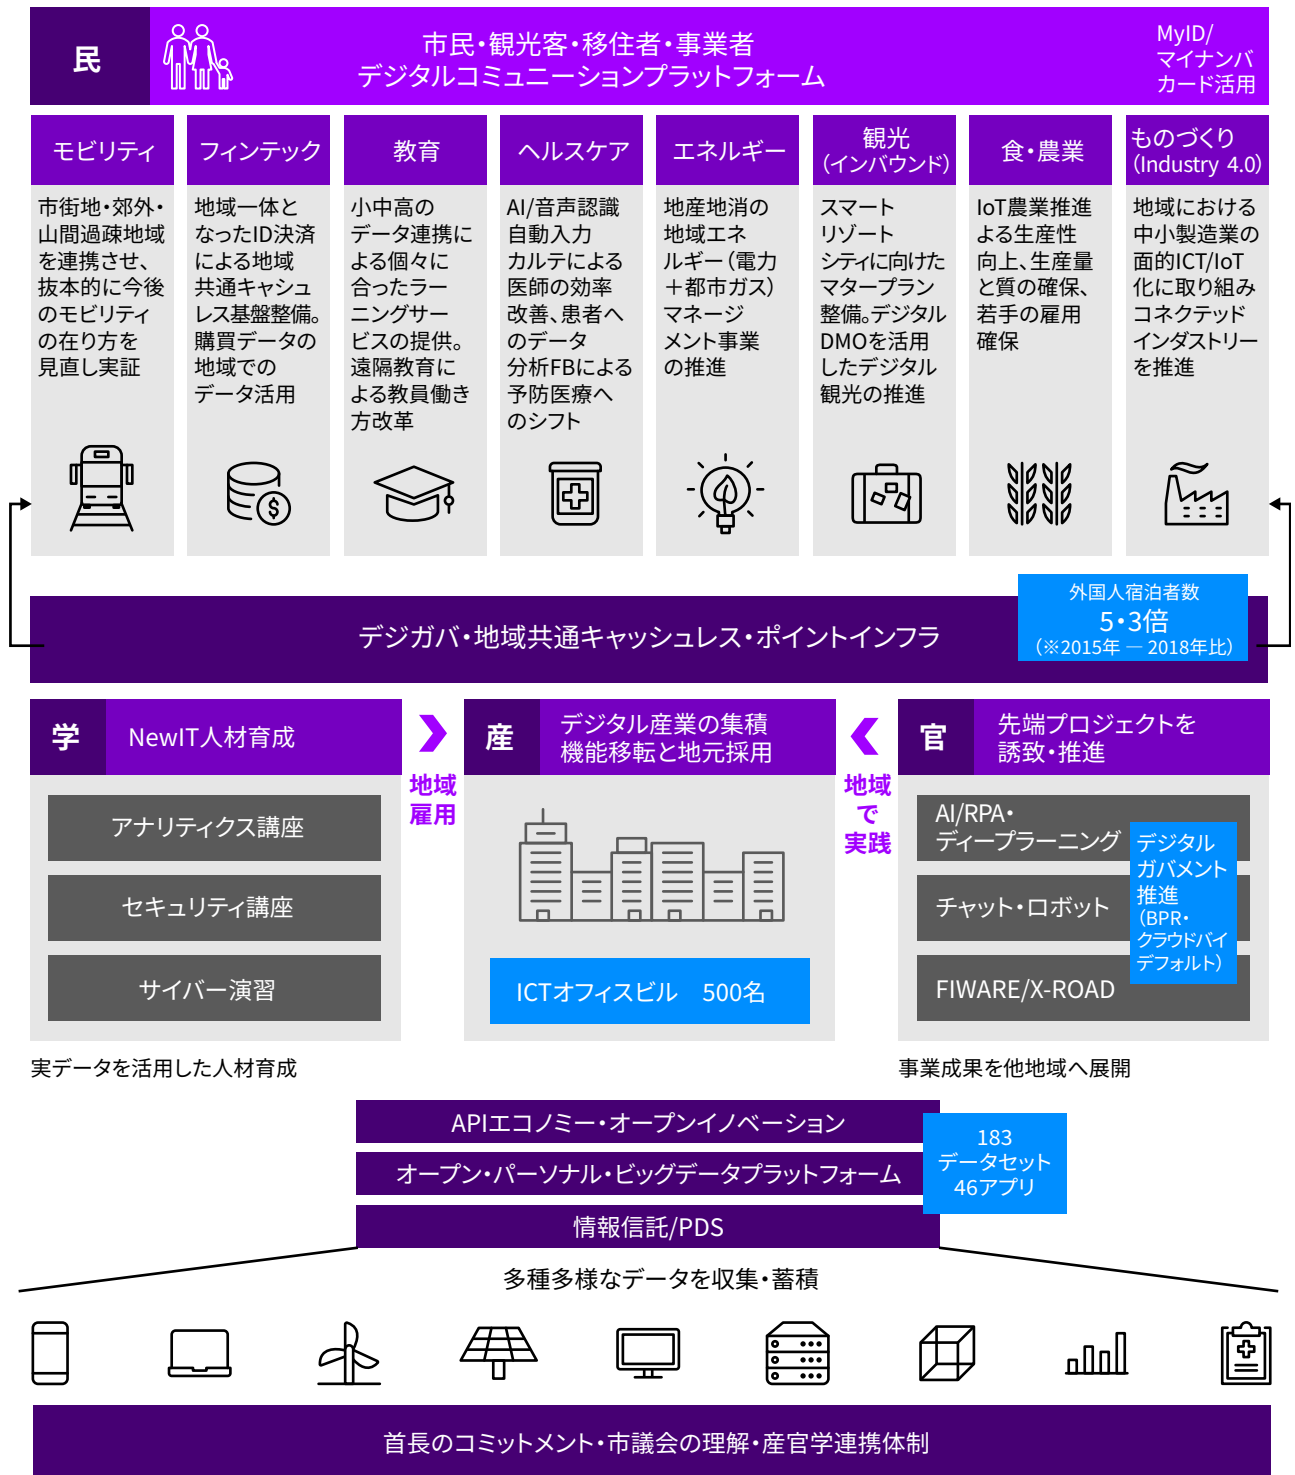 民
市民・観光客・移住者・事業者
デジタルコミュニーションプラットフォーム
MyID/
マイナンバ
カード活用
モビリティ
市街地・郊外・
山間過疎地域
を連携させ、
抜本的に今後
のモビリティ
の在り方を
見直し実証
フィンテック
地域一体と
なったID決済
による地域
共通キャシュ
レス基盤整備。
購買データの
地域での
データ活用
教育
小中高の
データ連携に
よる個々に
合ったラー
ニングサー
ビスの提供。
遠隔教育に
よる教員働き
方改革
ヘルスケア
AI/音声認識
自動入力
カルテによる
医師の効率
改善、患者へ
のデータ
分析FBによる
予防医療へ
のシフト
エネルギー
地産地消の
地域エネ
ルギー（電力
＋都市ガス）
マネージ
メント事業
の推進
観光
（インバウンド）
スマート
リゾート
シティに向けた
マタープラン
整備。デジタル
DMOを活用
したデジタル
観光の推進
食・農業
IoT農業推進
よる生産性
向上、生産量
と質の確保、
若手の雇用
確保
ものづくり
（Industry 4.0）
地域における
中小製造業の
面的ICT/IoT
化に取り組み
コネクテッド
インダストリー
を推進
デジガバ・地域共通キャッシュレス・ポイントインフラ
外国人宿泊者数
5・3倍
（※2015年 ― 2018年比）
学
NewIT人材育成
アナリティクス講座
セキュリティ講座
サイバー演習
実データを活用した人材育成
地域
雇用
産
デジタル産業の集積
機能移転と地元採用
ICTオフィスビル　500名
地域
で
実践
官
先端プロジェクトを
誘致・推進
AI/RPA・
ディープラーニング
チャット・ロボット
FIWARE/X-ROAD
デジタル
ガバメント
推進
（BPR・
クラウドバイ
デフォルト）
事業成果を他地域へ展開
APIエコノミー・オープンイノベーション
オープン・パーソナル・ビッグデータプラットフォーム
情報信託/PDS
183
データセット
46アプリ
多種多様なデータを収集・蓄積
首長のコミットメント・市議会の理解・産官学連携体制